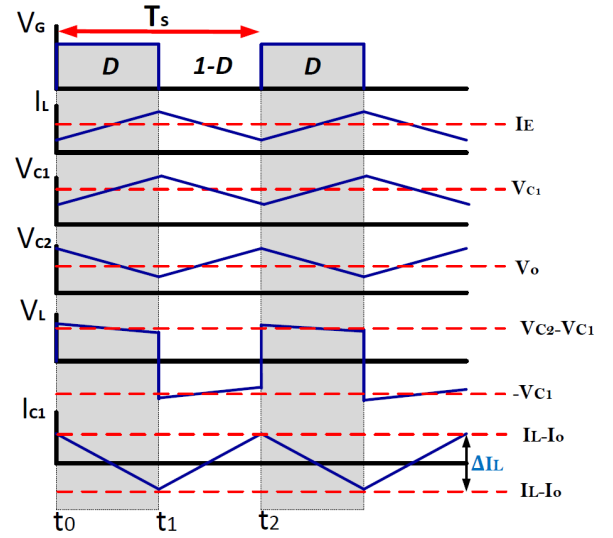 VG
TS
D
1-D
D
IL
IE
VC1
VC1
VC2
Vo
VL
VC2-VC1
-VC1
IC1
IL-Io
ΔIL
IL-Io
t0
t1
t2